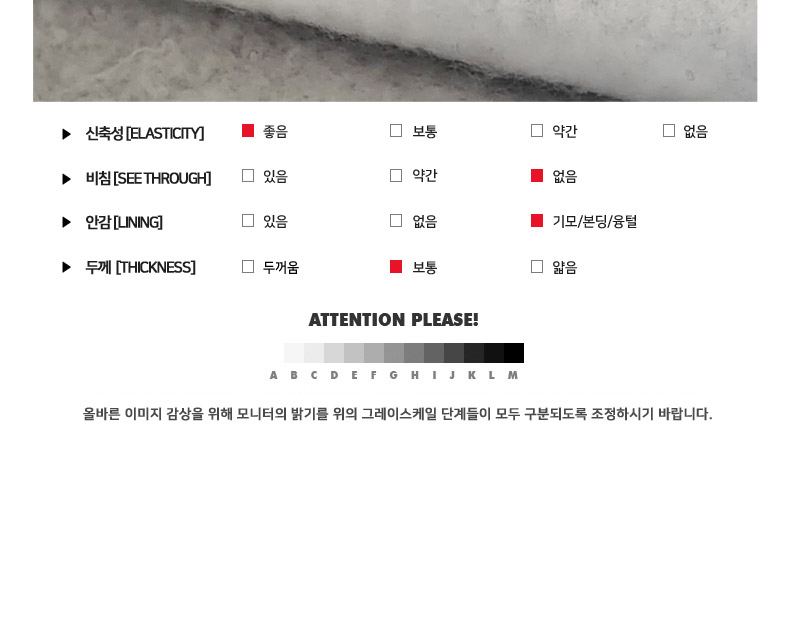 ▶ 신축성 [ELASTICITY] ■ 좋음 □ 보통 □ 약간 □ 없음
▶ 비침 [SEE THROUGH] □ 있음 □ 약간 ■ 없음
▶ 안감 [LINING] □ 있음 □ 없음 ■ 기모/본딩/융털
▶ 두께 [THICKNESS] □ 두꺼움 ■ 보통 □ 얇음
ATTENTION PLEASE!
A B C D E F G H I J K L M
올바른 이미지 감상을 위해 모니터의 밝기를 위의 그레이스케일 단계들이 모두 구분되도록 조정하시기 바랍니다.